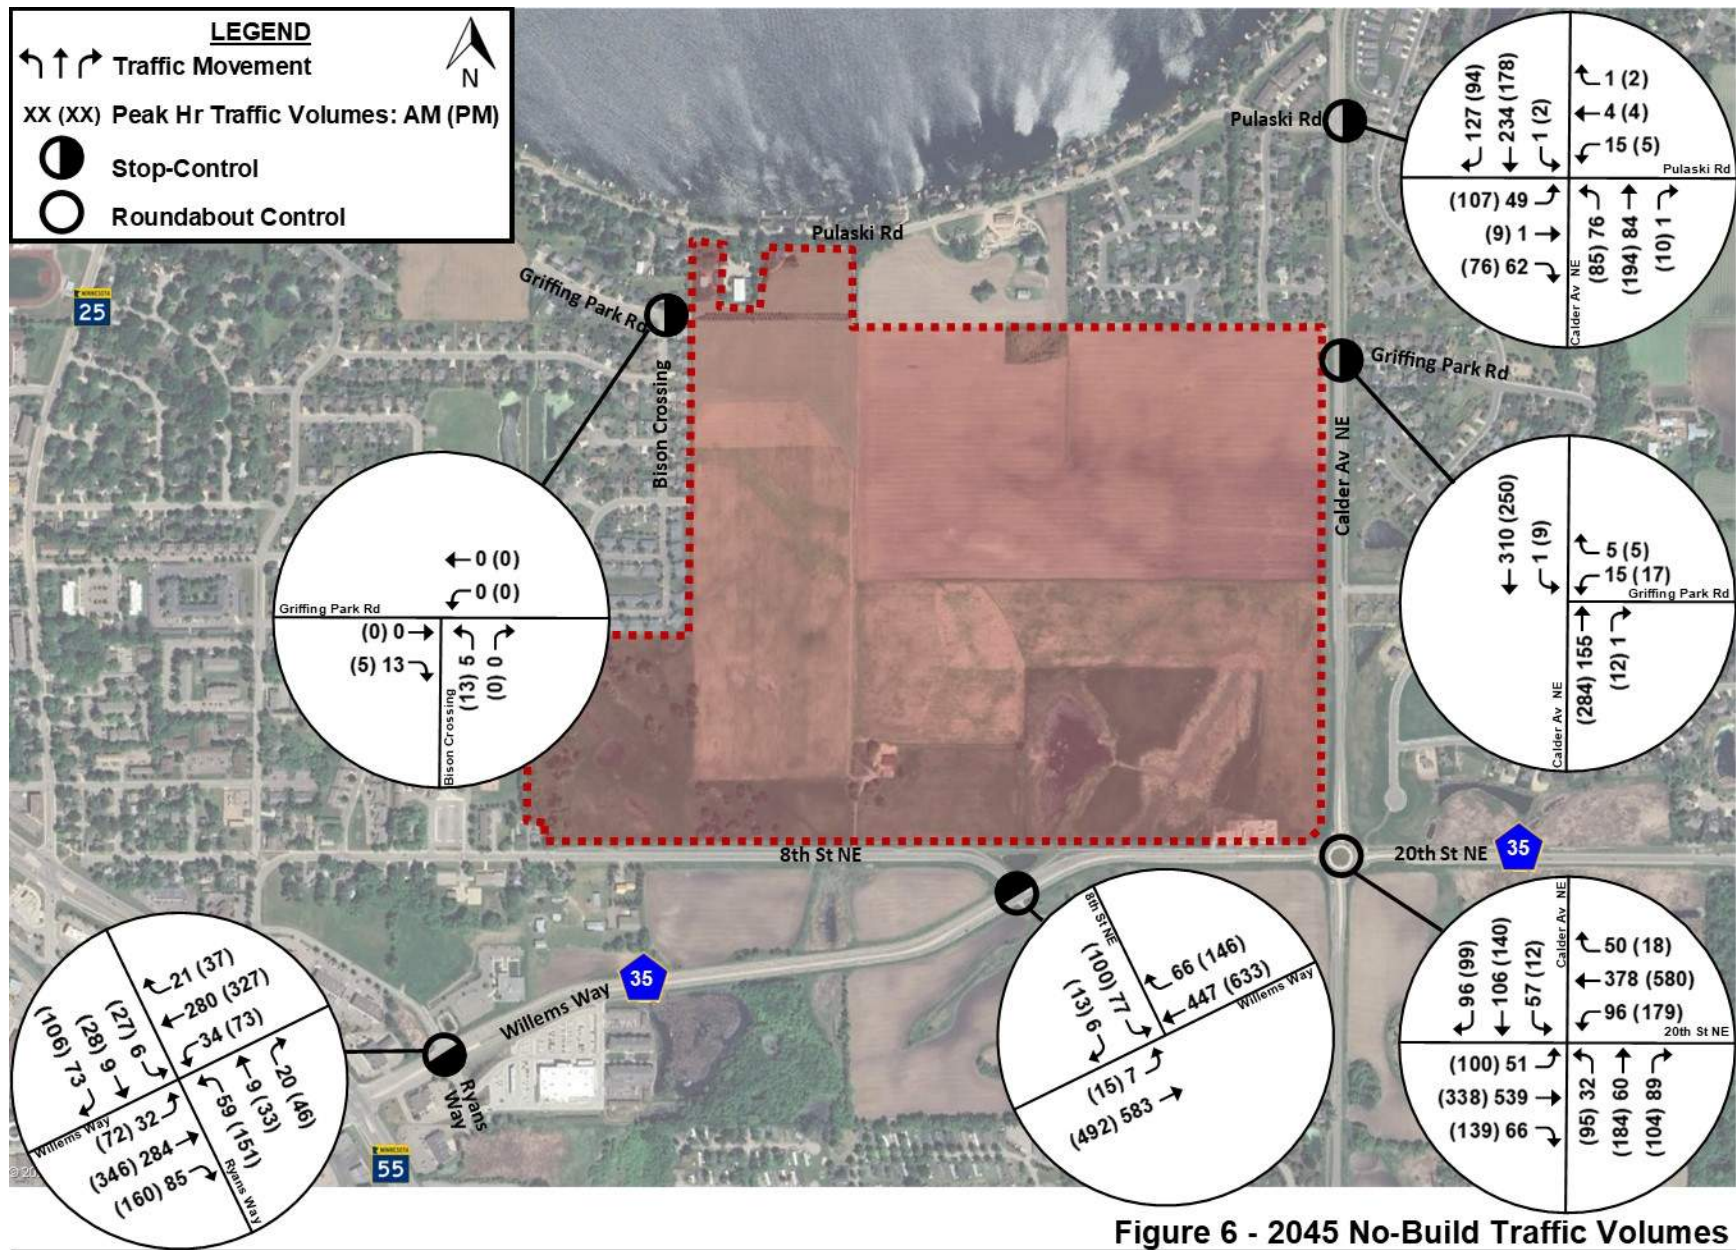 LEGEND
Traffic Movement
N
XX (XX) Peak Hr Traffic Volumes: AM (PM)
Stop-Control
Roundabout Control
MINNESOTA
25
Pulaski Rd
Pulaski Rd
Griffing Park Rd
Bison Crossing
Griffing Park Rd
Calder Av NE
8th St NE
20th St NE
35
35
Willems Way
Ryans Way
MINNESOTA
55
127 (94)
234 (178)
1 (2)
1 (2)
4 (4)
15 (5)
Pulaski Rd
(107) 49
(9) 1
(76) 62
Calder Av NE
(85) 76
(194) 84
(10) 1
310 (250)
1 (9)
5 (5)
15 (17)
Griffing Park Rd
Calder Av NE
(284) 155
(12) 1
0 (0)
0 (0)
Griffing Park Rd
(0) 0
(5) 13
Bison Crossing
(13) 5
(0) 0
(106) 73
(28) 9
(27) 6
21 (37)
280 (327)
34 (73)
Willems Way
(72) 32
(346) 284
(160) 85
Ryans Way
59 (151)
9 (33)
20 (46)
8th St NE
(100) 77
(13) 6
66 (146)
447 (633)
Willems Way
(15) 7
(492) 583
96 (99)
106 (140)
57 (12)
Calder Av NE
50 (18)
378 (580)
96 (179)
20th St NE
(100) 51
(338) 539
(139) 66
(95) 32
(184) 60
(104) 89
Figure 6 - 2045 No-Build Traffic Volumes